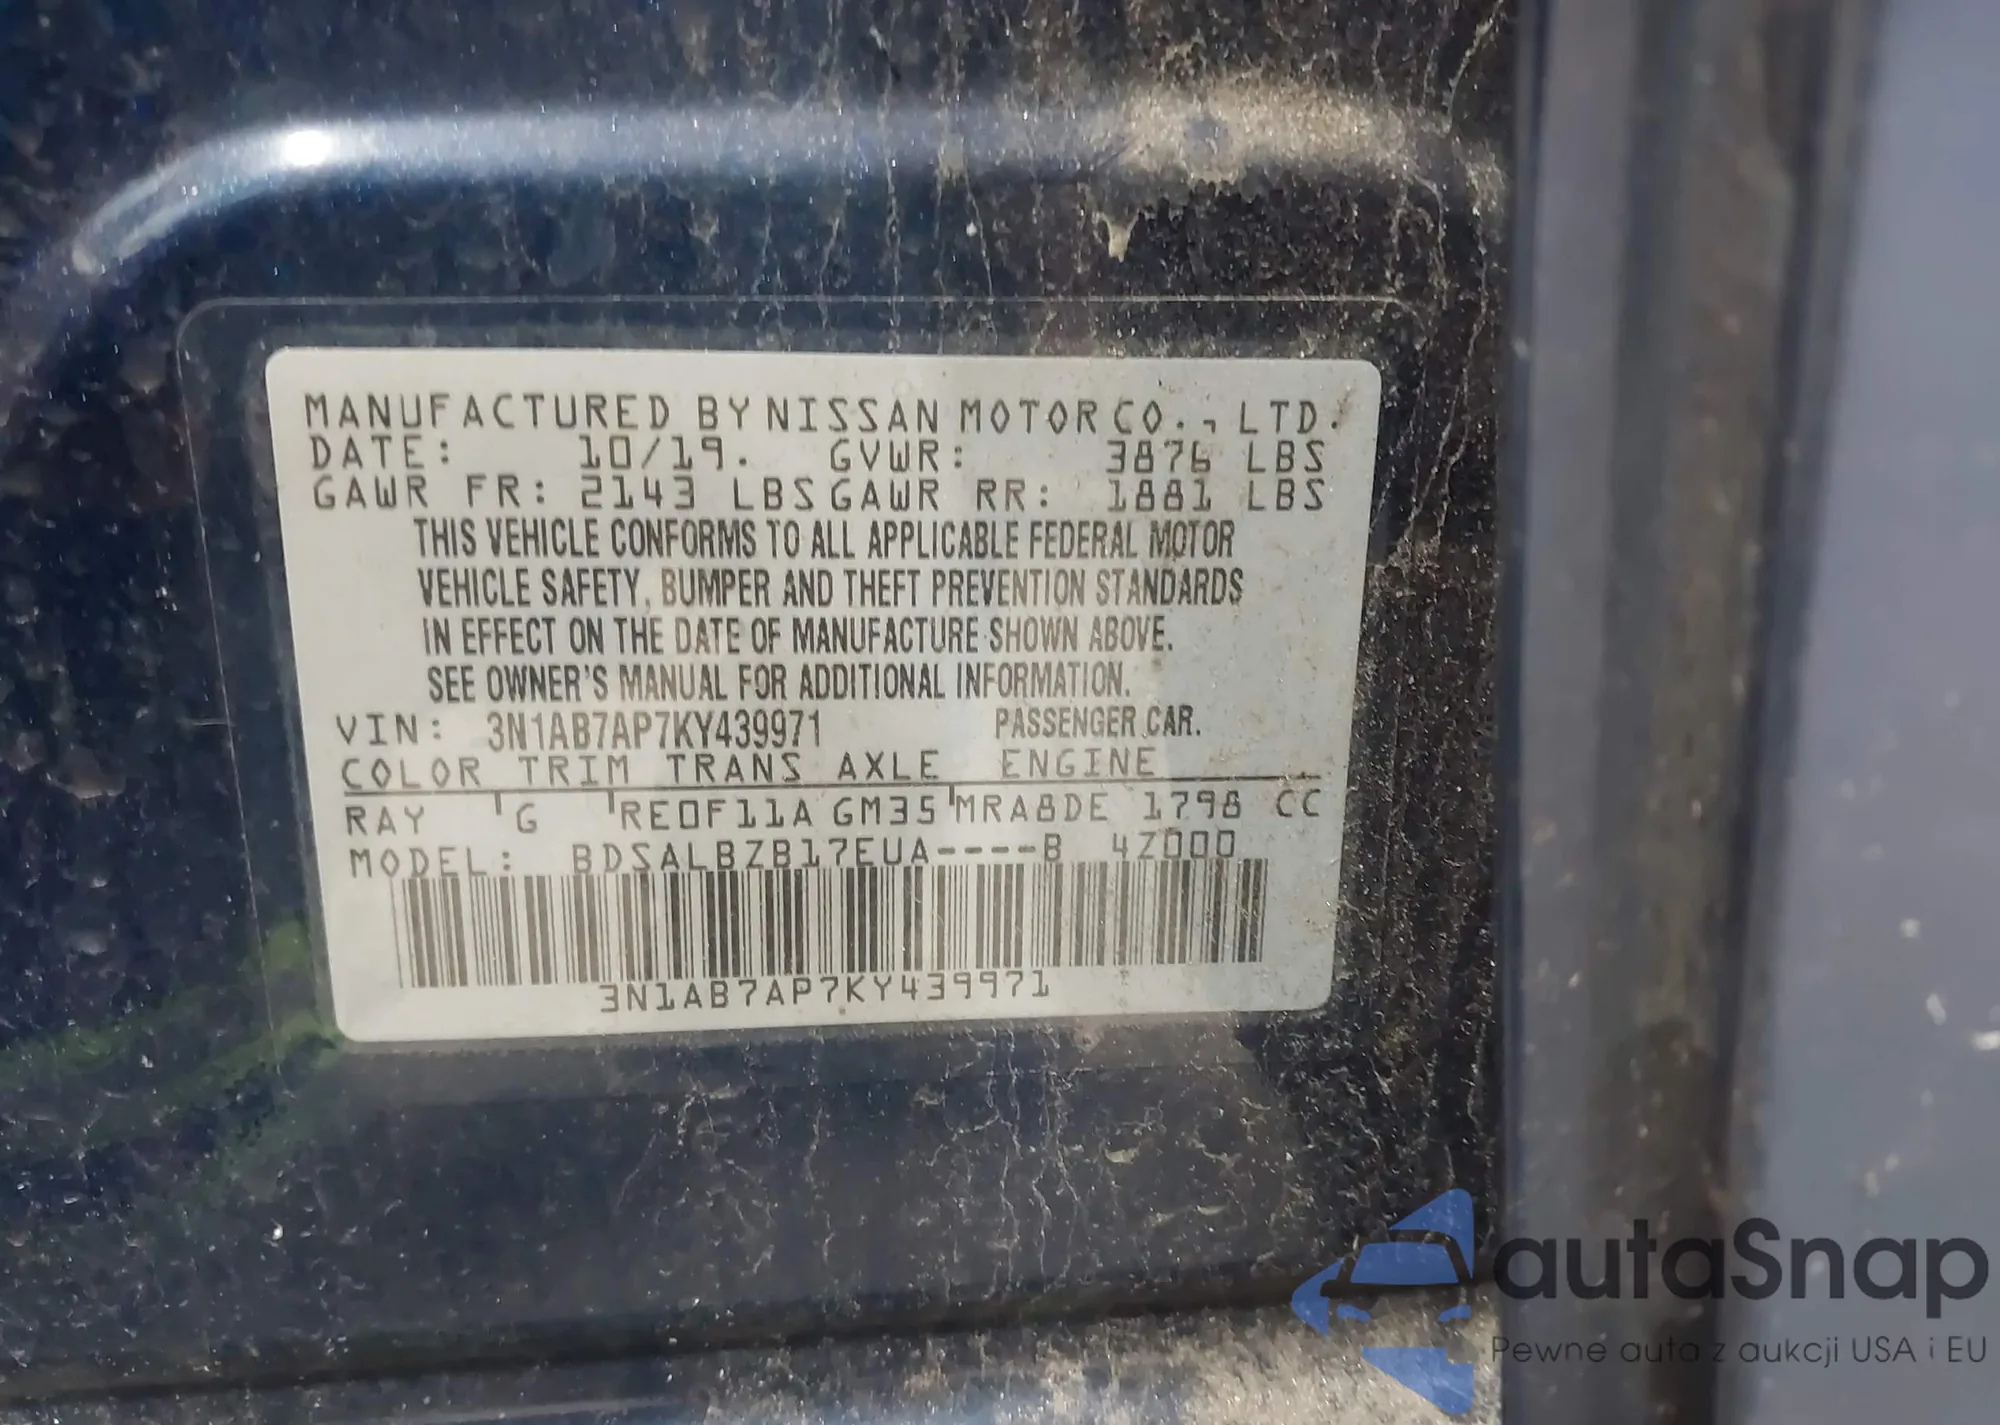 MANUFACTURED BY NISSAN MOTOR CO., LTD.
DATE: 10/19. GVWR: 3876 LBS
GAWR FR: 2143 LBS GAWR RR: 1881 LBS
THIS VEHICLE CONFORMS TO ALL APPLICABLE FEDERAL MOTOR
VEHICLE SAFETY, BUMPER AND THEFT PREVENTION STANDARDS
IN EFFECT ON THE DATE OF MANUFACTURE SHOWN ABOVE.
SEE OWNER'S MANUAL FOR ADDITIONAL INFORMATION.
VIN: 3N1AB7AP7KY439971 PASSENGER CAR.
COLOR TRIM TRANS AXLE ENGINE
RAY G RE0F11A GM35 MRA8DE 1798 CC
MODEL: BDSALBZB17EUA----B 4Z000
3N1AB7AP7KY439971
autaSnap
Pewne auta z aukcji USA i EU